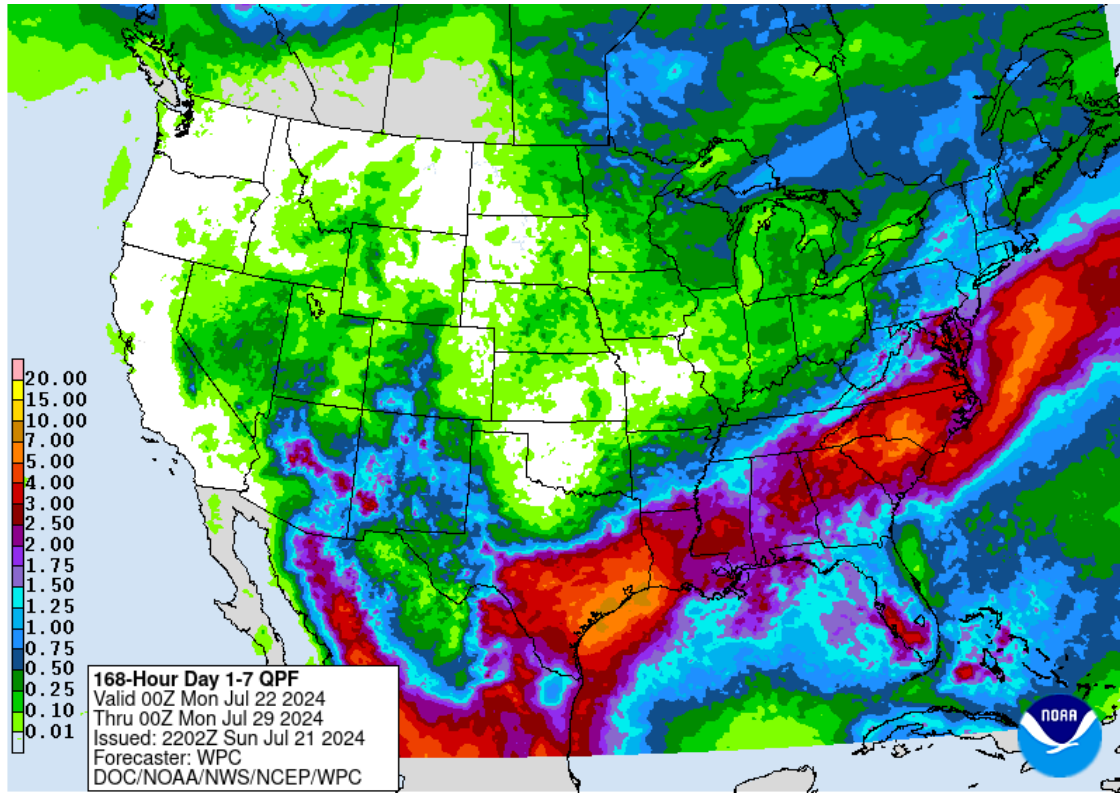 20.00
15.00
10.00
7.00
5.00
4.00
3.00
2.50
2.00
1.75
1.50
1.25
1.00
0.75
0.50
0.25
0.10
0.01
168-Hour Day 1-7 QPF
Valid 00Z Mon Jul 22 2024
Thru 00Z Mon Jul 29 2024
Issued: 2202Z Sun Jul 21 2024
Forecaster: WPC
DOC/NOAA/NWS/NCEP/WPC
NOAA